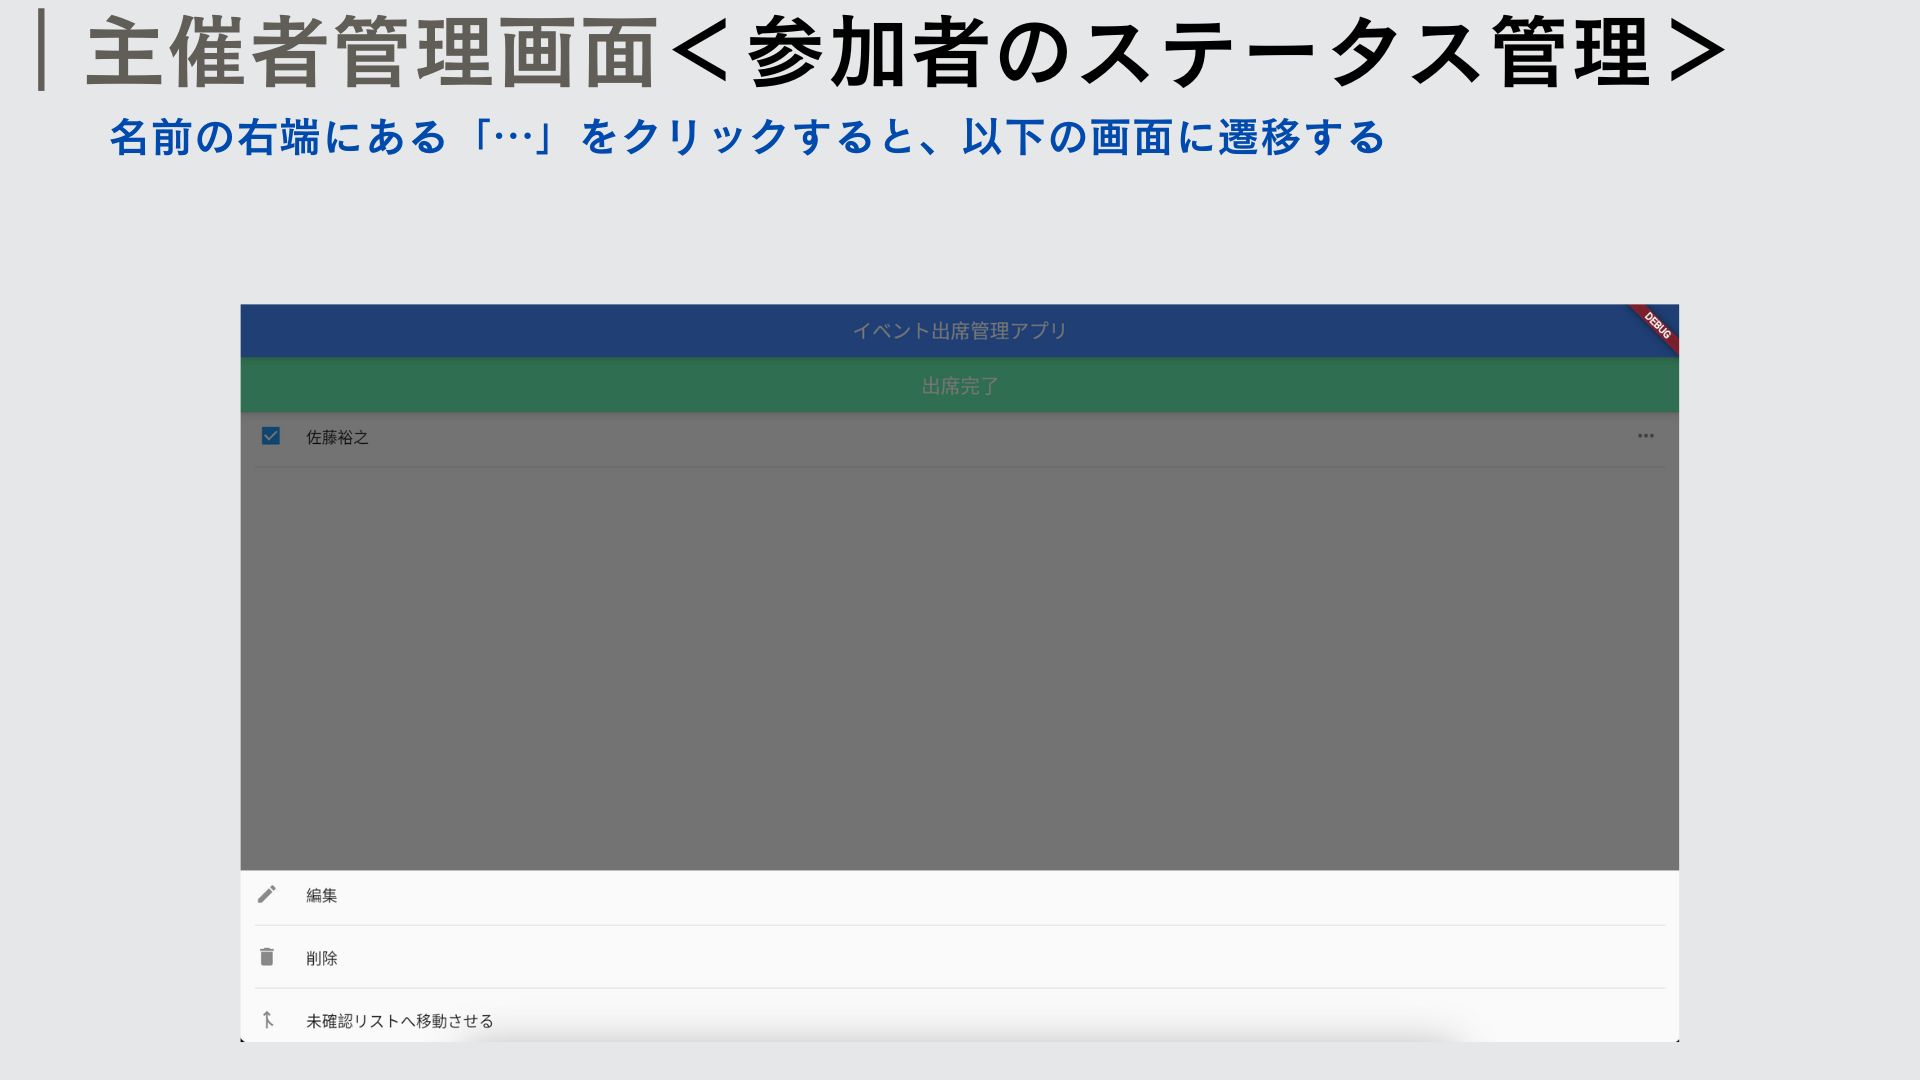 主催者管理画面＜参加者のステータス管理＞
名前の右端にある「…」をクリックすると、以下の画面に遷移する
イベント出席管理アプリ
DEBUG
出席完了
佐藤裕之
編集
削除
未確認リストへ移動させる